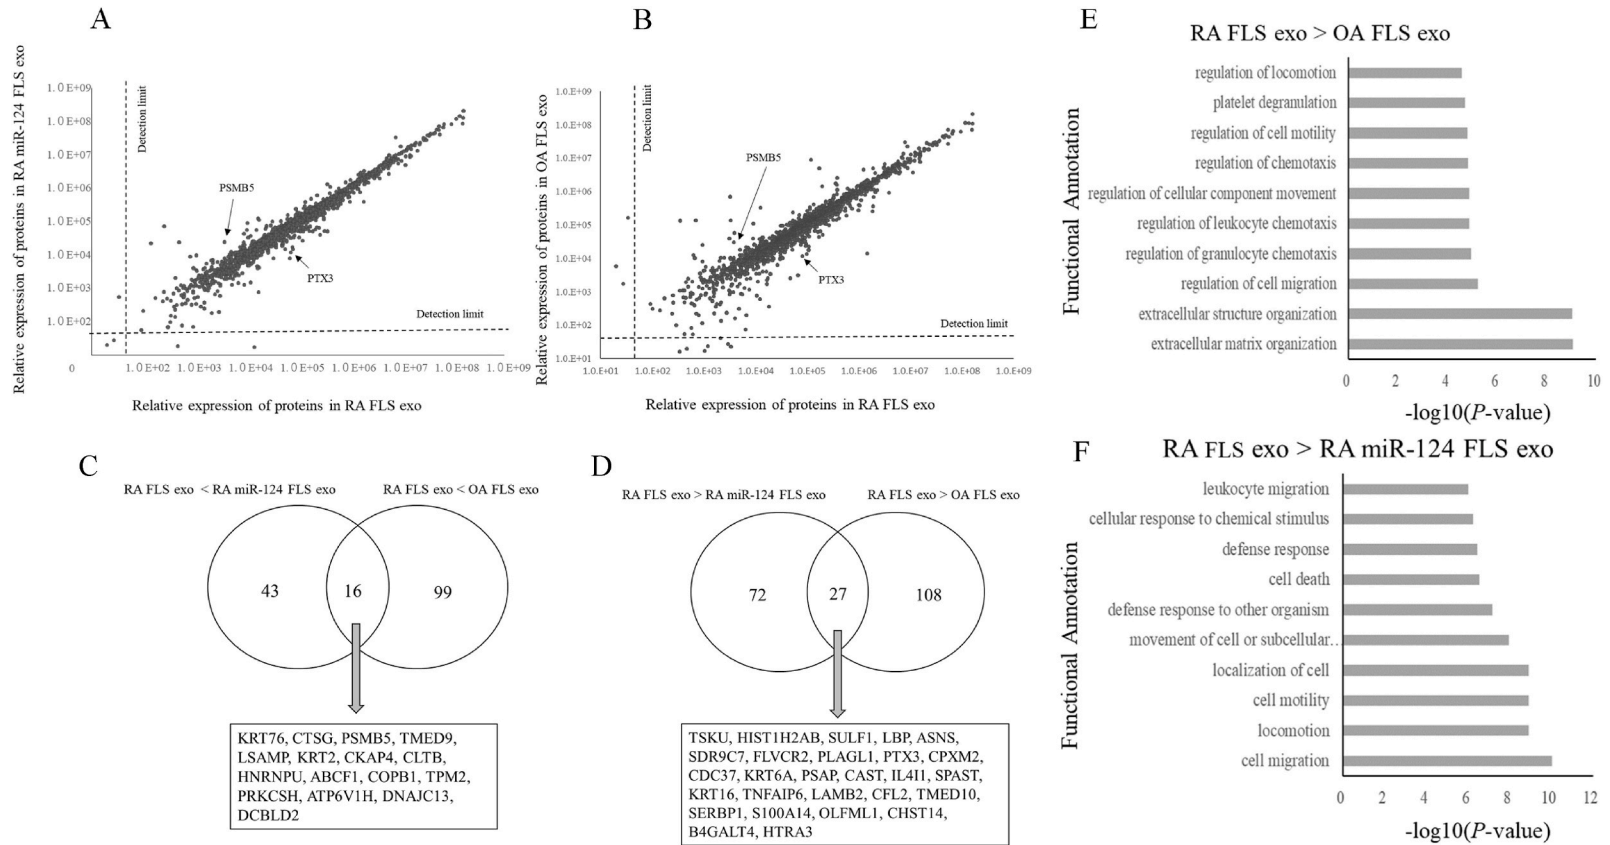 A
Relative expression of proteins in RA miR-124 FLS exo
1.0E+09
1.0E+08
1.0E+07
1.0E+06
1.0E+05
1.0E+04
1.0E+03
1.0E+02
0
Detection limit
PSMB5
PTX3
Detection limit
1.0E+02 1.0E+03 1.0E+04 1.0E+05 1.0E+06 1.0E+07 1.0E+08 1.0E+09
Relative expression of proteins in RA FLS exo
B
Relative expression of proteins in OA FLS exo
1.0.E+09
1.0.E+08
1.0.E+07
1.0.E+06
1.0.E+05
1.0.E+04
1.0.E+03
1.0.E+02
1.0.E+01
Detection limit
PSMB5
PTX3
Detection limit
1.0.E+01 1.0.E+02 1.0.E+03 1.0.E+04 1.0.E+05 1.0.E+06 1.0.E+07 1.0.E+08 1.0.E+09
Relative expression of proteins in RA FLS exo
C
RA FLS exo < RA miR-124 FLS exo
RA FLS exo < OA FLS exo
43
16
99
KRT76, CTSG, PSMB5, TMED9,
LSAMP, KRT2, CKAP4, CLTB,
HNRNPU, ABCF1, COPB1, TPM2,
PRKCSH, ATP6V1H, DNAJC13,
DCBLD2
D
RA FLS exo > RA miR-124 FLS exo
RA FLS exo > OA FLS exo
72
27
108
TSKU, HIST1H2AB, SULF1, LBP, ASNS,
SDR9C7, FLVCR2, PLAGL1, PTX3, CPXM2,
CDC37, KRT6A, PSAP, CAST, IL4I1, SPAST,
KRT16, TNFAIP6, LAMB2, CFL2, TMED10,
SERBP1, S100A14, OLFML1, CHST14,
B4GALT4, HTRA3
E
RA FLS exo > OA FLS exo
Functional Annotation
regulation of locomotion
platelet degranulation
regulation of cell motility
regulation of chemotaxis
regulation of cellular component movement
regulation of leukocyte chemotaxis
regulation of granulocyte chemotaxis
regulation of cell migration
extracellular structure organization
extracellular matrix organization
0 2 4 6 8 10
-log10(P-value)
F
RA FLS exo > RA miR-124 FLS exo
Functional Annotation
leukocyte migration
cellular response to chemical stimulus
defense response
cell death
defense response to other organism
movement of cell or subcellular…
localization of cell
cell motility
locomotion
cell migration
0 2 4 6 8 10 12
-log10(P-value)